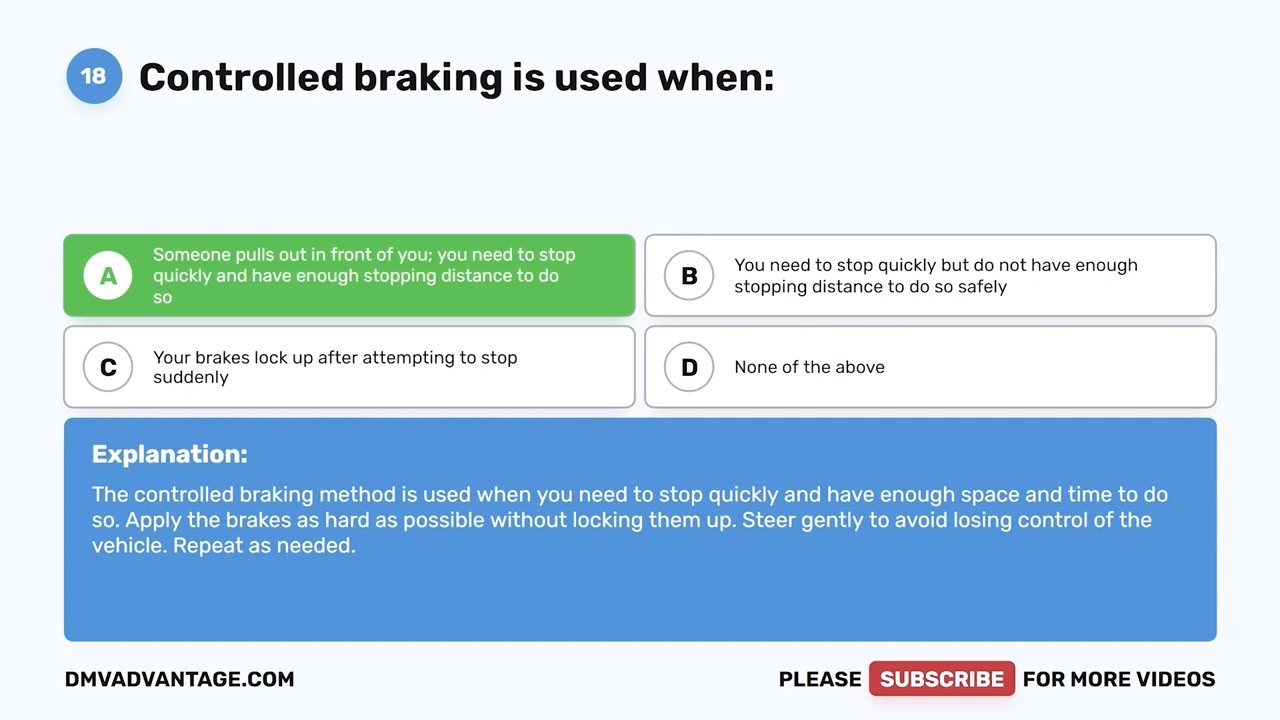 18 Controlled braking is used when:
A Someone pulls out in front of you; you need to stop
quickly and have enough stopping distance to do
so
B You need to stop quickly but do not have enough
stopping distance to do so safely
C Your brakes lock up after attempting to stop
suddenly
D None of the above
Explanation:
The controlled braking method is used when you need to stop quickly and have enough space and time to do
so. Apply the brakes as hard as possible without locking them up. Steer gently to avoid losing control of the
vehicle. Repeat as needed.
DMVADVANTAGE.COM
PLEASE SUBSCRIBE FOR MORE VIDEOS